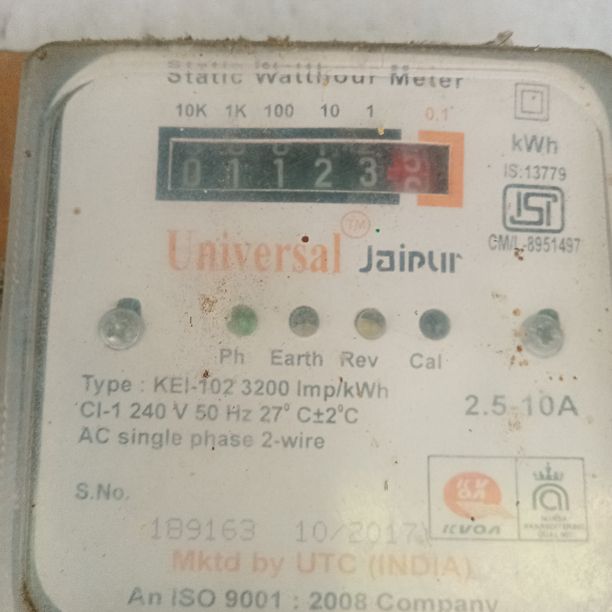 Static Watthour Meter
10K 1K 100 10 1 0.1
kWh
0 1 1 2 3
IS:13779
CM/L-8951497
Universal TM Jaipur
Ph Earth Rev Cal
Type : KEI-102 3200 Imp/kWh
CI-1 240 V 50 Hz 27° C±2°C
2.5-10A
AC single phase 2-wire
S.No.
189163 10/2017
Mktd by UTC (INDIA)
An ISO 9001 : 2008 Company